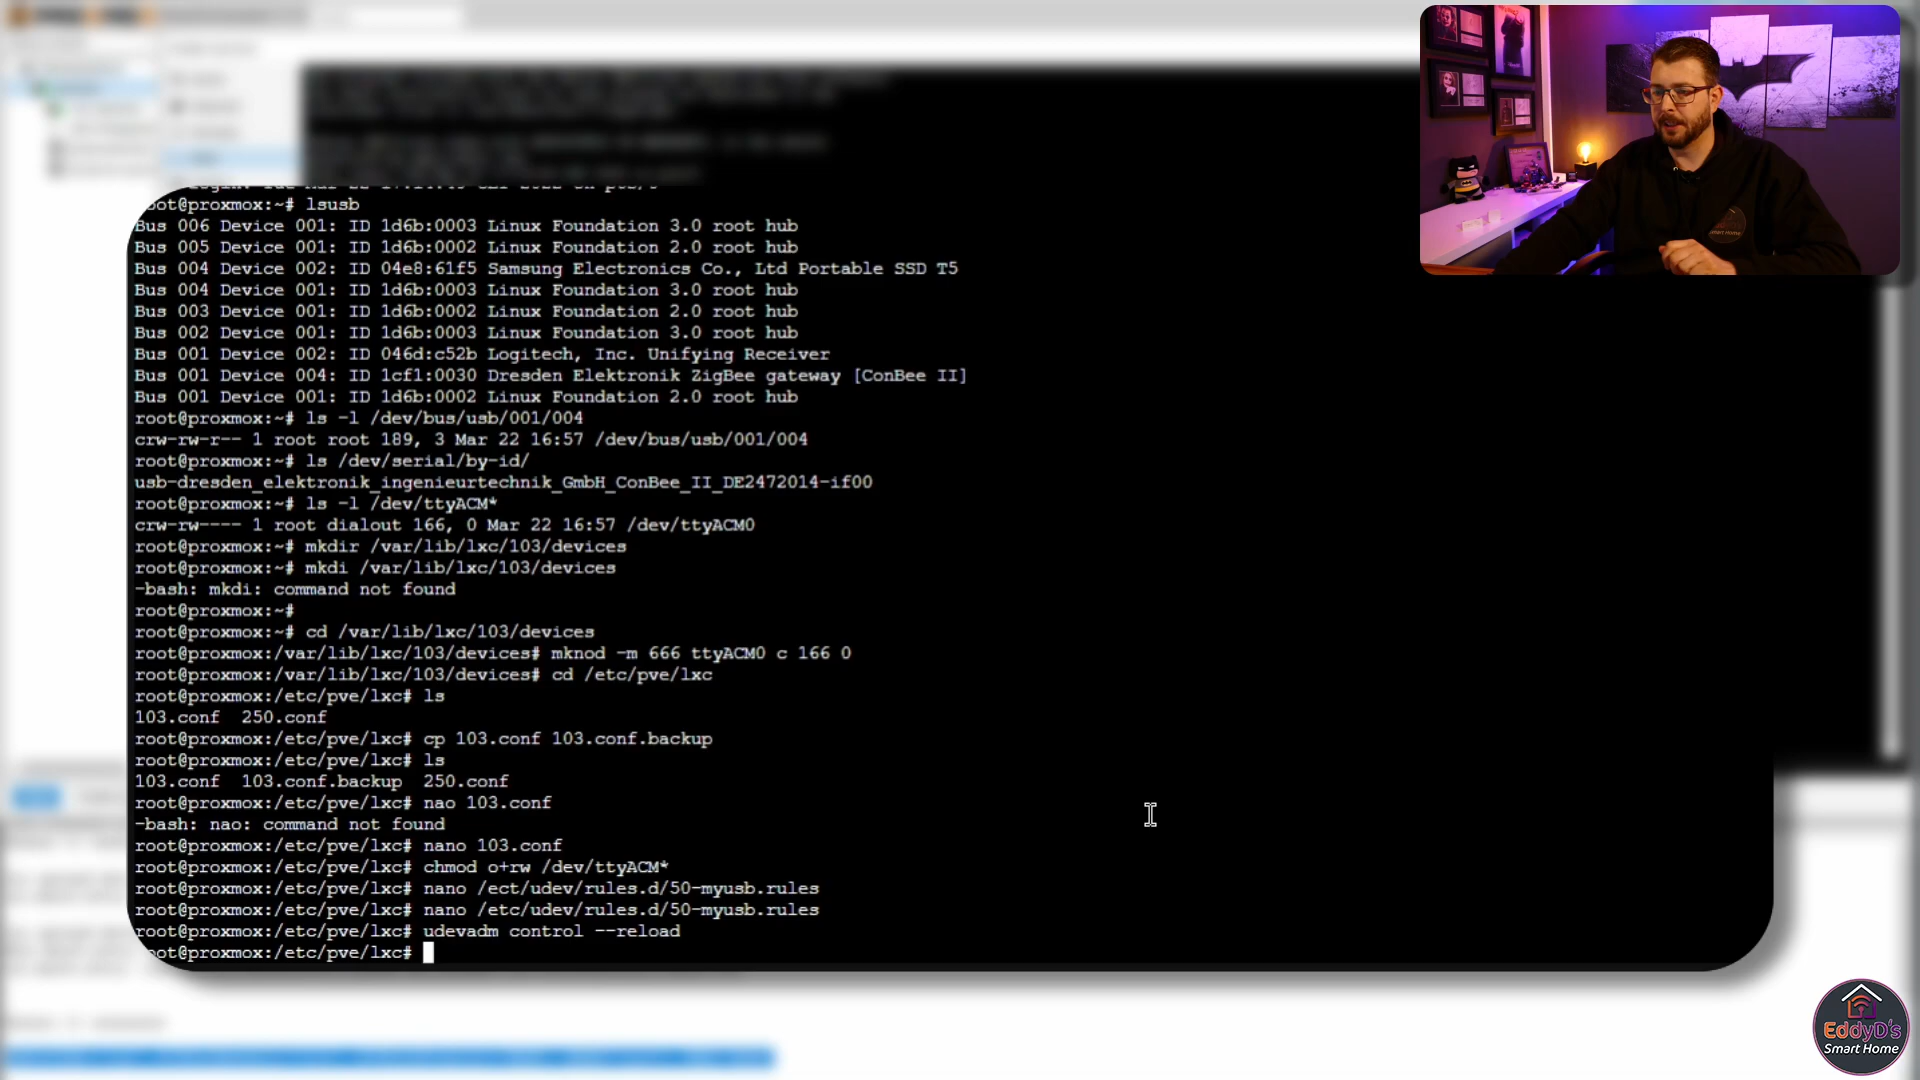 root@proxmox:~# lsusb
Bus 006 Device 001: ID 1d6b:0003 Linux Foundation 3.0 root hub
Bus 005 Device 001: ID 1d6b:0002 Linux Foundation 2.0 root hub
Bus 004 Device 002: ID 04e8:61f5 Samsung Electronics Co., Ltd Portable SSD T5
Bus 004 Device 001: ID 1d6b:0003 Linux Foundation 3.0 root hub
Bus 003 Device 001: ID 1d6b:0002 Linux Foundation 2.0 root hub
Bus 002 Device 001: ID 1d6b:0003 Linux Foundation 3.0 root hub
Bus 001 Device 002: ID 046d:c52b Logitech, Inc. Unifying Receiver
Bus 001 Device 004: ID 1cf1:0030 Dresden Elektronik ZigBee gateway [ConBee II]
Bus 001 Device 001: ID 1d6b:0002 Linux Foundation 2.0 root hub
root@proxmox:~# ls -l /dev/bus/usb/001/004
crw-rw-r-- 1 root root 189, 3 Mar 22 16:57 /dev/bus/usb/001/004
root@proxmox:~# ls /dev/serial/by-id/
usb-dresden_elektronik_ingenieurtechnik_GmbH_ConBee_II_DE2472014-if00
root@proxmox:~# ls -l /dev/ttyACM*
crw-rw---- 1 root dialout 166, 0 Mar 22 16:57 /dev/ttyACM0
root@proxmox:~# mkdir /var/lib/lxc/103/devices
root@proxmox:~# mkdi /var/lib/lxc/103/devices
-bash: mkdi: command not found
root@proxmox:~#
root@proxmox:~# cd /var/lib/lxc/103/devices
root@proxmox:/var/lib/lxc/103/devices# mknod -m 666 ttyACM0 c 166 0
root@proxmox:/var/lib/lxc/103/devices# cd /etc/pve/lxc
root@proxmox:/etc/pve/lxc# ls
103.conf  250.conf
root@proxmox:/etc/pve/lxc# cp 103.conf 103.conf.backup
root@proxmox:/etc/pve/lxc# ls
103.conf  103.conf.backup  250.conf
root@proxmox:/etc/pve/lxc# nao 103.conf
-bash: nao: command not found
root@proxmox:/etc/pve/lxc# nano 103.conf
root@proxmox:/etc/pve/lxc# chmod o+rw /dev/ttyACM*
root@proxmox:/etc/pve/lxc# nano /ect/udev/rules.d/50-myusb.rules
root@proxmox:/etc/pve/lxc# nano /etc/udev/rules.d/50-myusb.rules
root@proxmox:/etc/pve/lxc# udevadm control --reload
root@proxmox:/etc/pve/lxc#
EddyD's
Smart Home